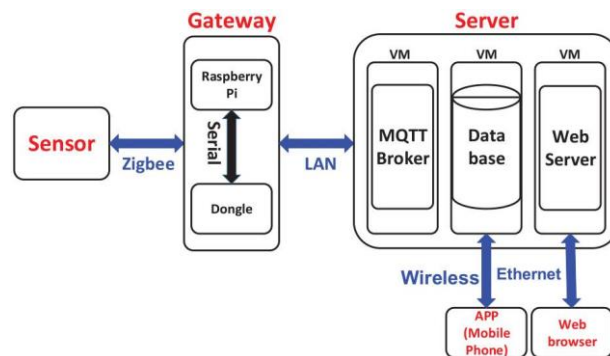 Gateway
Server
Raspberry
Pi
Serial
Dongle
Sensor
Zigbee
LAN
VM
VM
VM
MQTT
Broker
Data
base
Web
Server
Wireless
Ethernet
APP
(Mobile
Phone)
Web
browser